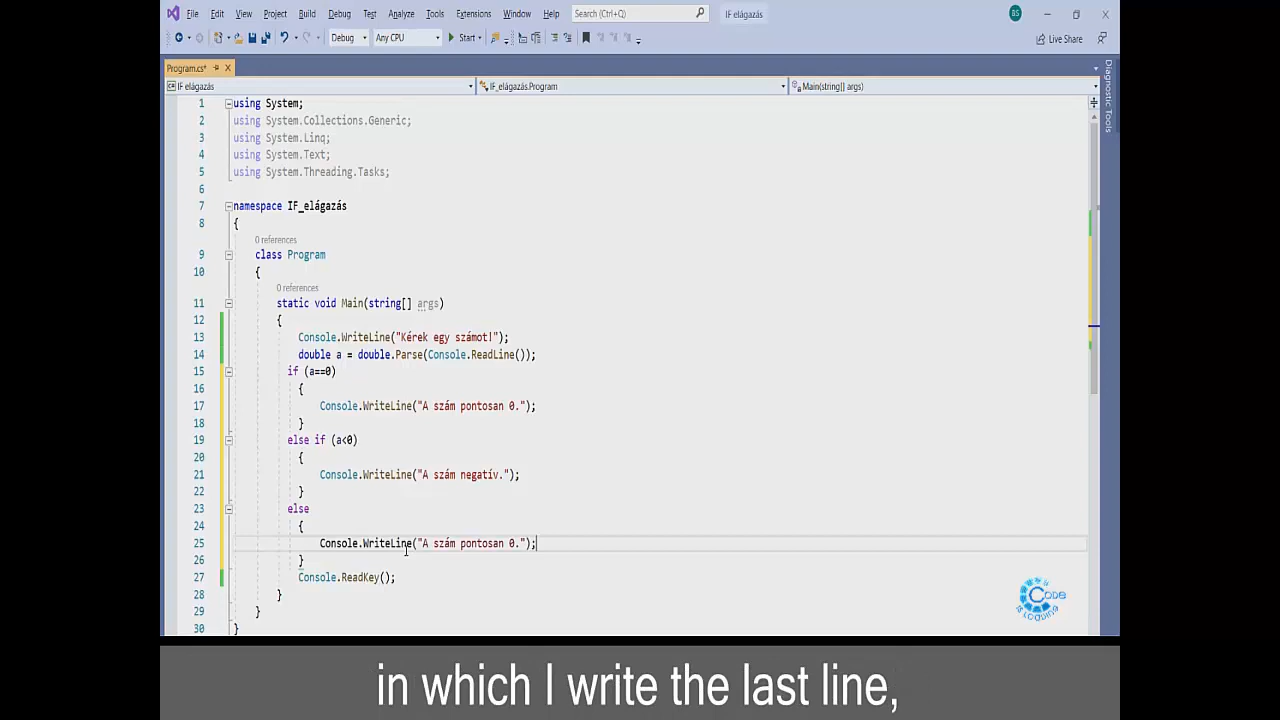 File Edit View Project Build Debug Test Analyze Tools Extensions Window Help Search (Ctrl+Q) IF elágazás BS
Debug Any CPU Start Live Share
Program.cs*
IF elágazás IF_elágazás.Program Main(string[] args)
Diagnostic Tools
1 using System;
2 using System.Collections.Generic;
3 using System.Linq;
4 using System.Text;
5 using System.Threading.Tasks;
6
7 namespace IF_elágazás
8 {
0 references
9 class Program
10 {
0 references
11 static void Main(string[] args)
12 {
13 Console.WriteLine("Kérek egy számot!");
14 double a = double.Parse(Console.ReadLine());
15 if (a==0)
16 {
17 Console.WriteLine("A szám pontosan 0.");
18 }
19 else if (a<0)
20 {
21 Console.WriteLine("A szám negatív.");
22 }
23 else
24 {
25 Console.WriteLine("A szám pontosan 0.");
26 }
27 Console.ReadKey();
28 }
29 }
30 }
Code
is Loading
in which I write the last line,